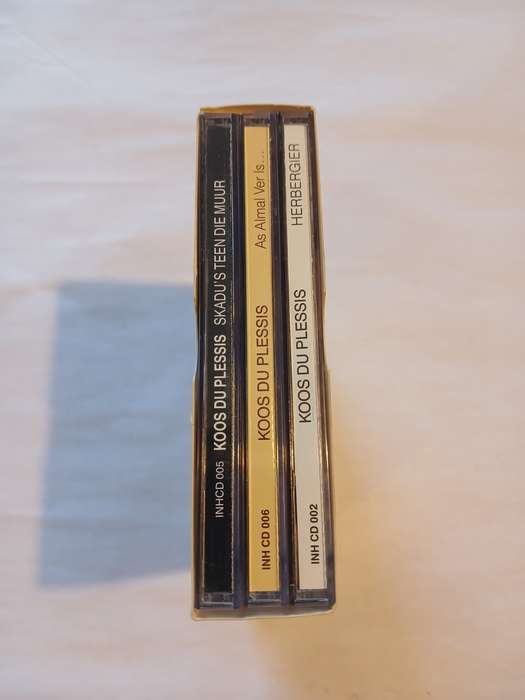 INHCD 005 KOOS DU PLESSIS SKADU'S TEEN DIE MUUR
INH CD 006 KOOS DU PLESSIS As Almal Ver Is...
INH CD 002 KOOS DU PLESSIS HERBERGIER